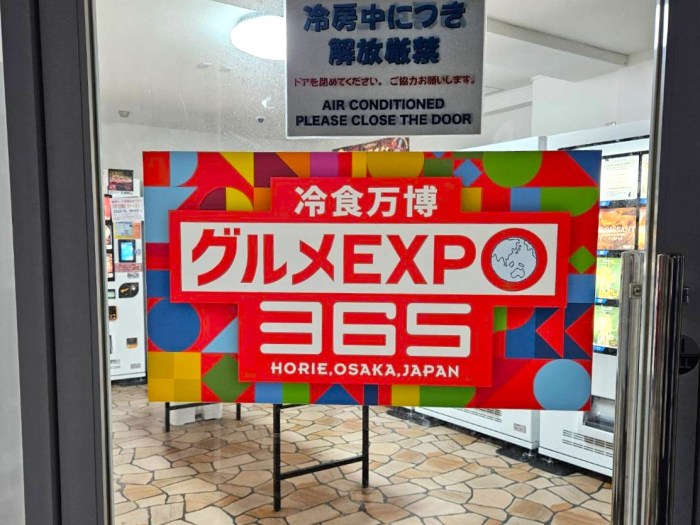 冷房中につき
解放厳禁
ドアを閉めてください。ご協力お願いします。
AIR CONDITIONED
PLEASE CLOSE THE DOOR
冷食万博
グルメEXPO
365
HORIE,OSAKA,JAPAN